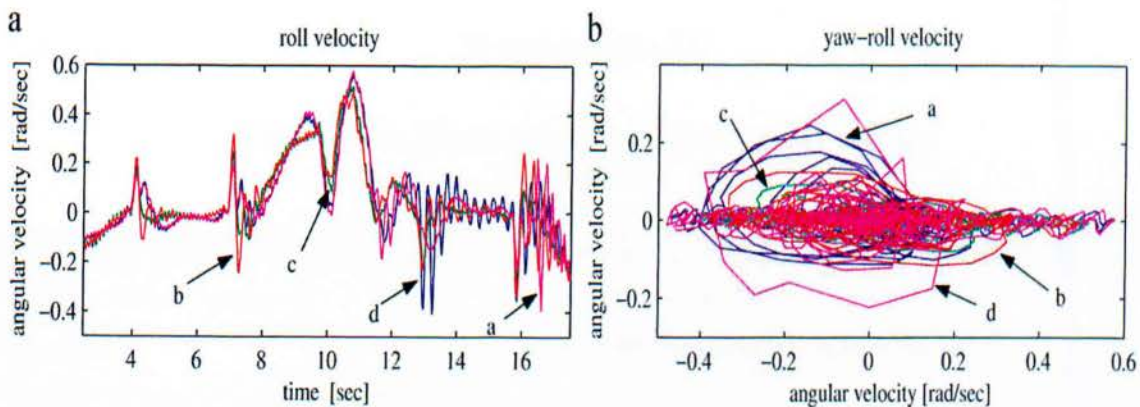 a
roll velocity
angular velocity [rad/sec]
0.6
0.4
0.2
0
−0.2
−0.4
b
c
d
a
4 6 8 10 12 14 16
time [sec]
b
yaw−roll velocity
angular velocity [rad/sec]
0.2
0
−0.2
c
a
b
d
−0.4 −0.2 0 0.2 0.4 0.6
angular velocity [rad/sec]